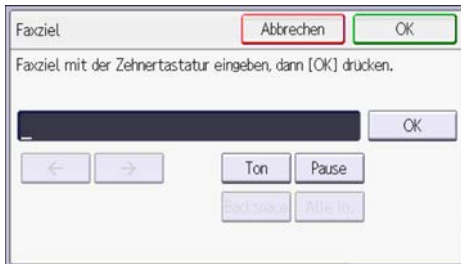 Faxziel Abbrechen OK
Faxziel mit der Zehnertastatur eingeben, dann [OK] drücken.
_ OK
← → Ton Pause
Backspace Alle lö.